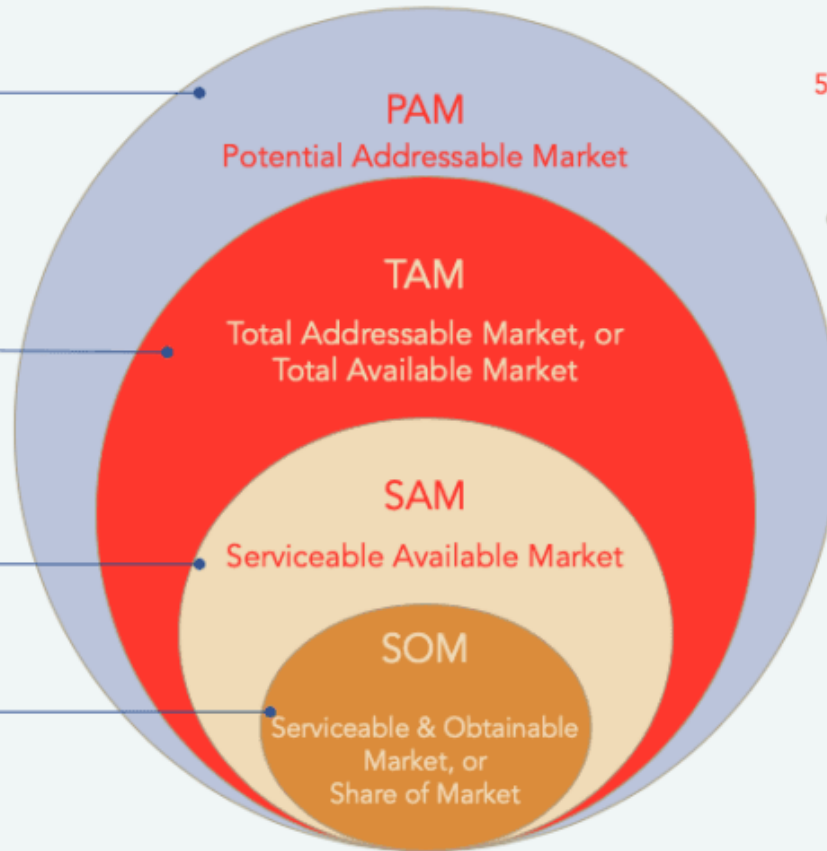 PAM
Potential Addressable Market
5
TAM
Total Addressable Market, or
Total Available Market
SAM
Serviceable Available Market
SOM
Serviceable & Obtainable
Market, or
Share of Market